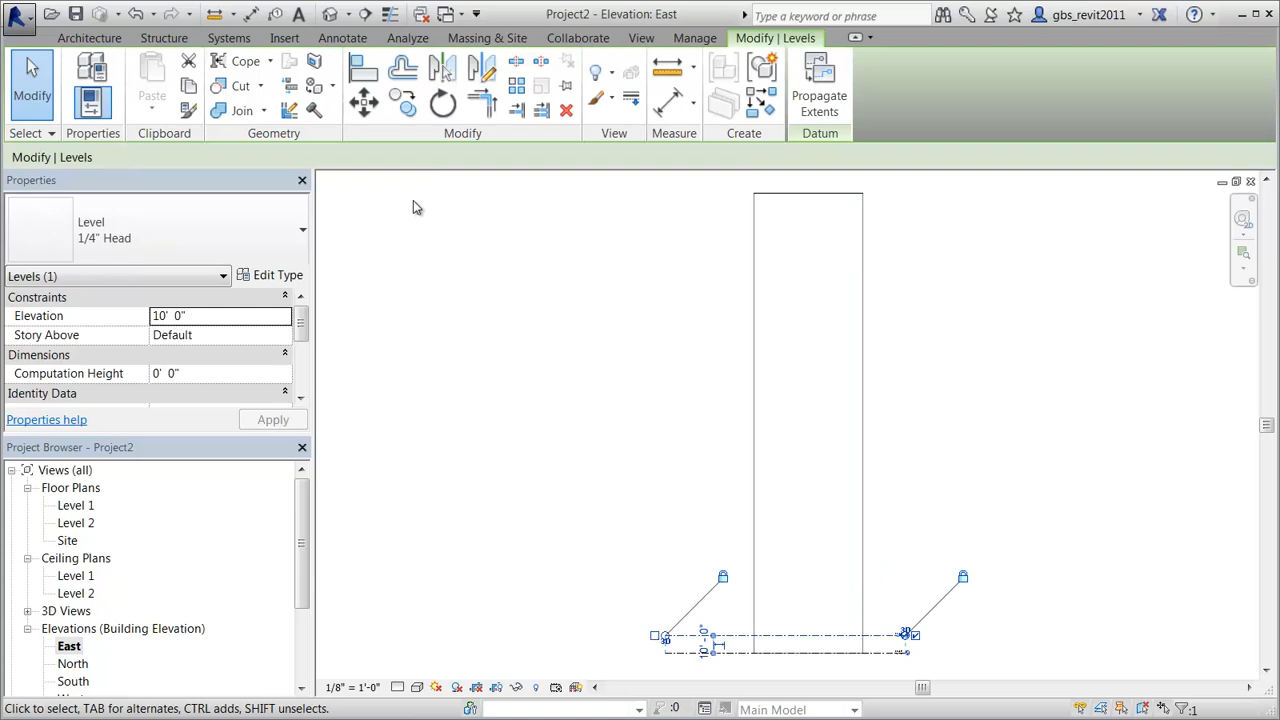 Project2 - Elevation: East
Type a keyword or phrase
gbs_revit2011
Architecture Structure Systems Insert Annotate Analyze Massing & Site Collaborate View Manage Modify | Levels
Modify
Paste
Cope
Cut
Join
Propagate
Extents
Select Properties Clipboard Geometry Modify View Measure Create Datum
Modify | Levels
Properties
Level
1/4" Head
Levels (1)
Edit Type
Constraints
Elevation 10' 0"
Story Above Default
Dimensions
Computation Height 0' 0"
Identity Data
Properties help
Apply
Project Browser - Project2
Views (all)
Floor Plans
Level 1
Level 2
Site
Ceiling Plans
Level 1
Level 2
3D Views
Elevations (Building Elevation)
East
North
South
10' - 0"
3D
3D
1/8" = 1'-0"
Click to select, TAB for alternates, CTRL adds, SHIFT unselects.
:0
Main Model
:1